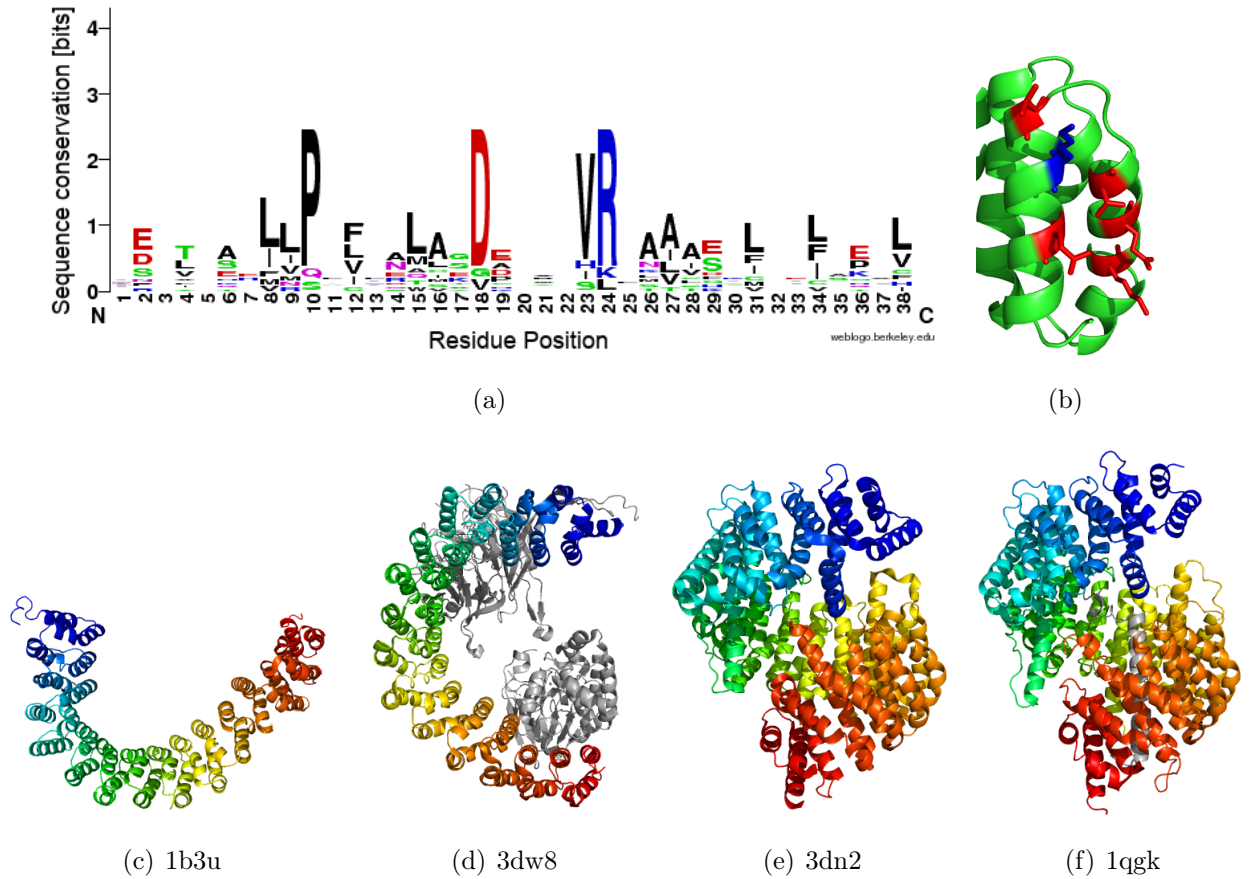 Sequence conservation [bits]
4
3
2
1
0
1 2 3 4 5 6 7 8 9 10 11 12 13 14 15 16 17 18 19 20 21 22 23 24 25 26 27 28 29 30 31 32 33 34 35 36 37 38
N
C
Residue Position
weblogo.berkeley.edu
(a)
(b)
(c) 1b3u
(d) 3dw8
(e) 3dn2
(f) 1qgk